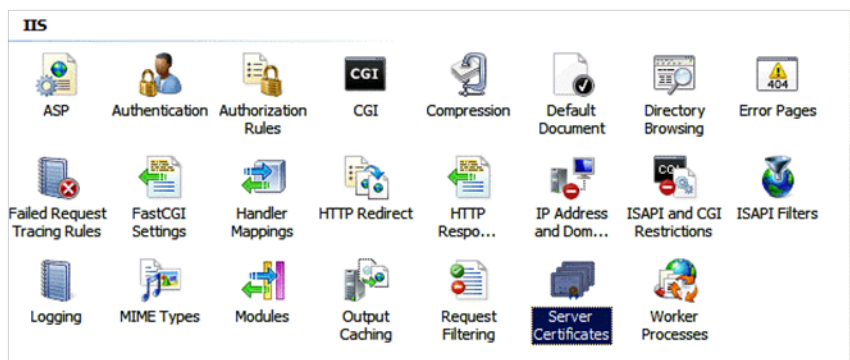 IIS
ASP
Authentication
Authorization
Rules
CGI
CGI
Compression
Default
Document
Directory
Browsing
404
Error Pages
Failed Request
Tracing Rules
FastCGI
Settings
Handler
Mappings
HTTP Redirect
HTTP
Respo...
IP Address
and Dom...
ISAPI and CGI
Restrictions
ISAPI Filters
Logging
MIME Types
Modules
Output
Caching
Request
Filtering
Server
Certificates
Worker
Processes